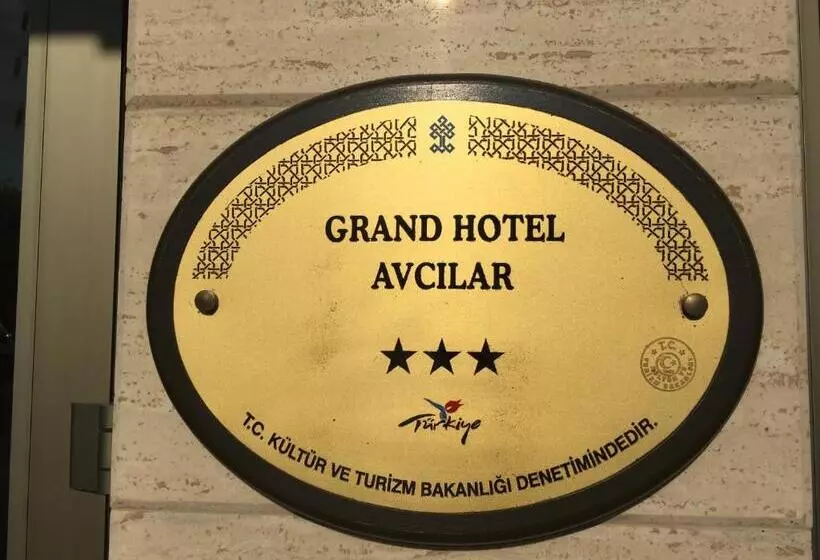 GRAND HOTEL
AVCILAR
★★★
Türkiye
T.C.
T.C. KÜLTÜR VE TURİZM BAKANLIĞI DENETİMİNDEDİR.